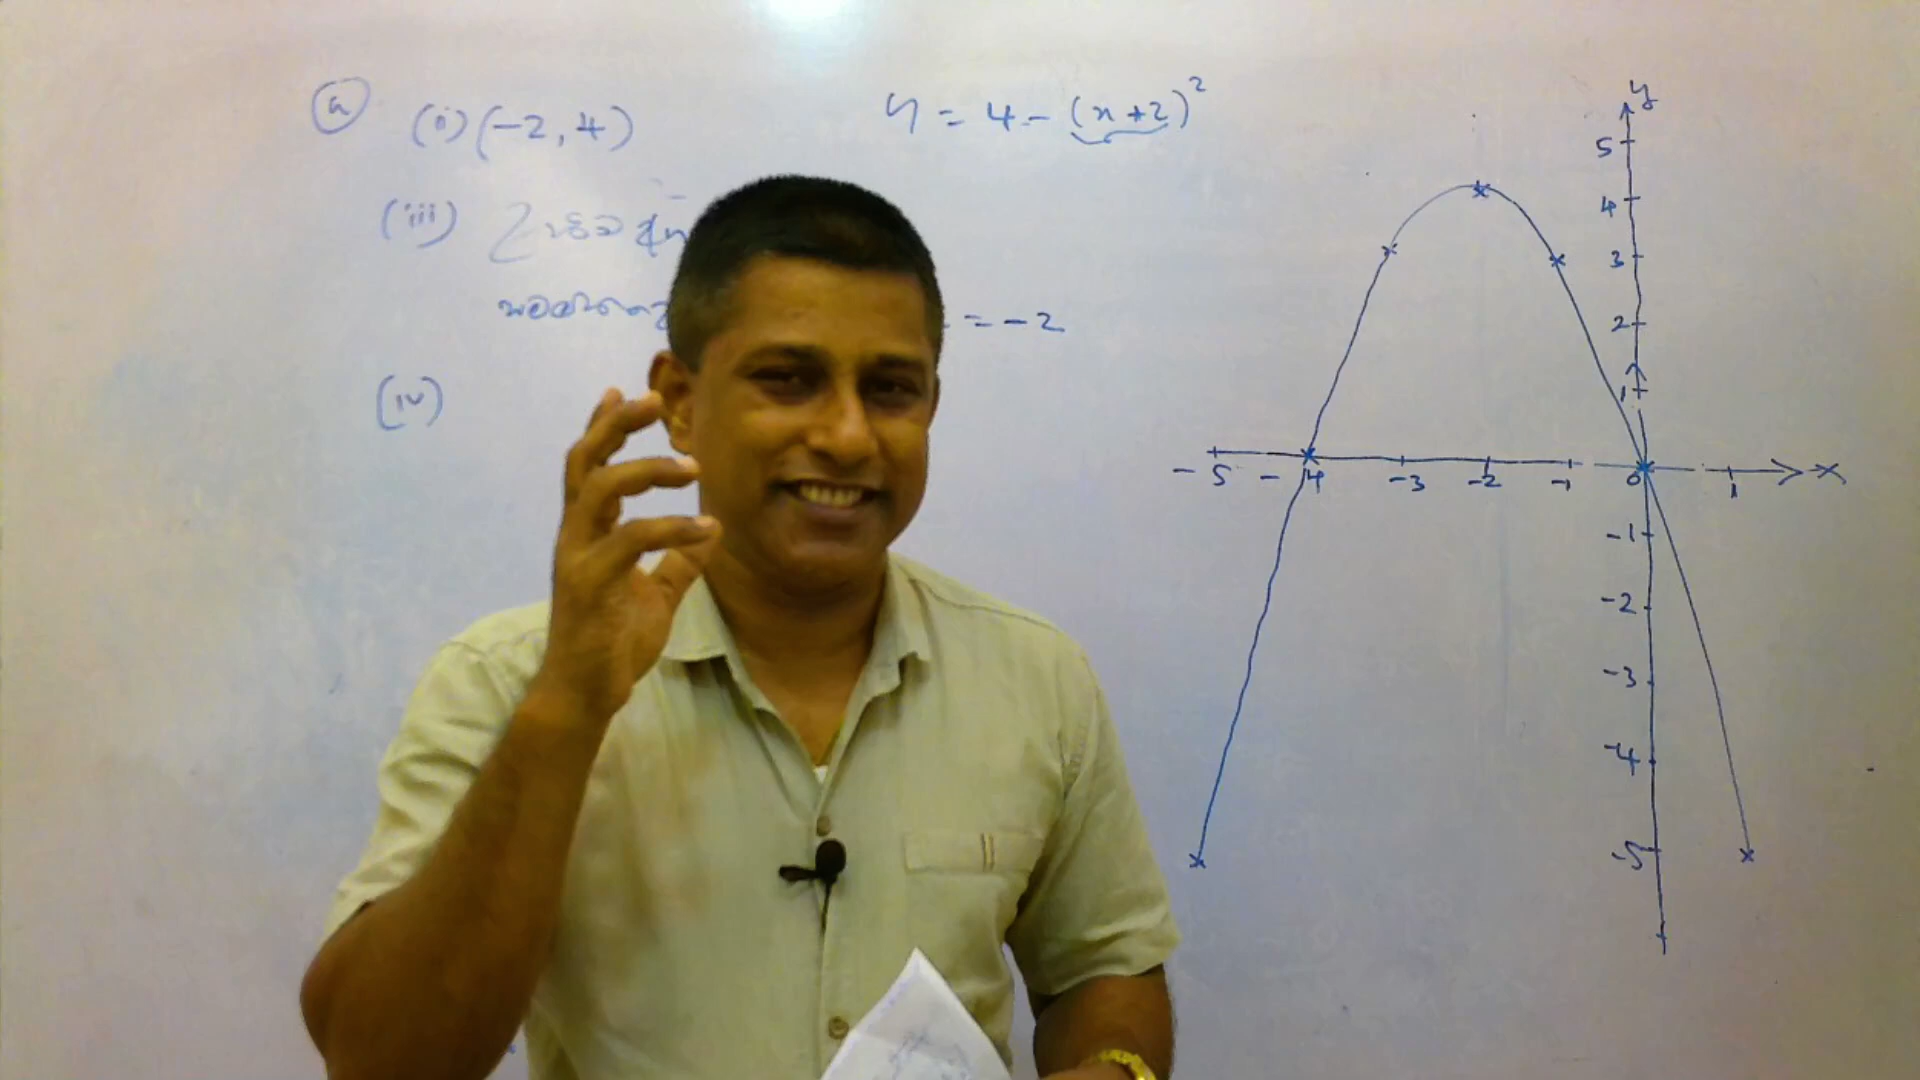 (a) (ii) (-2, 4)
y = 4 - (x+2)²
(iii)
= -2
(iv)
y
5
4
3
2
1
-5 -4 -3 -2 -1 0 1 x
-1
-2
-3
-4
-5